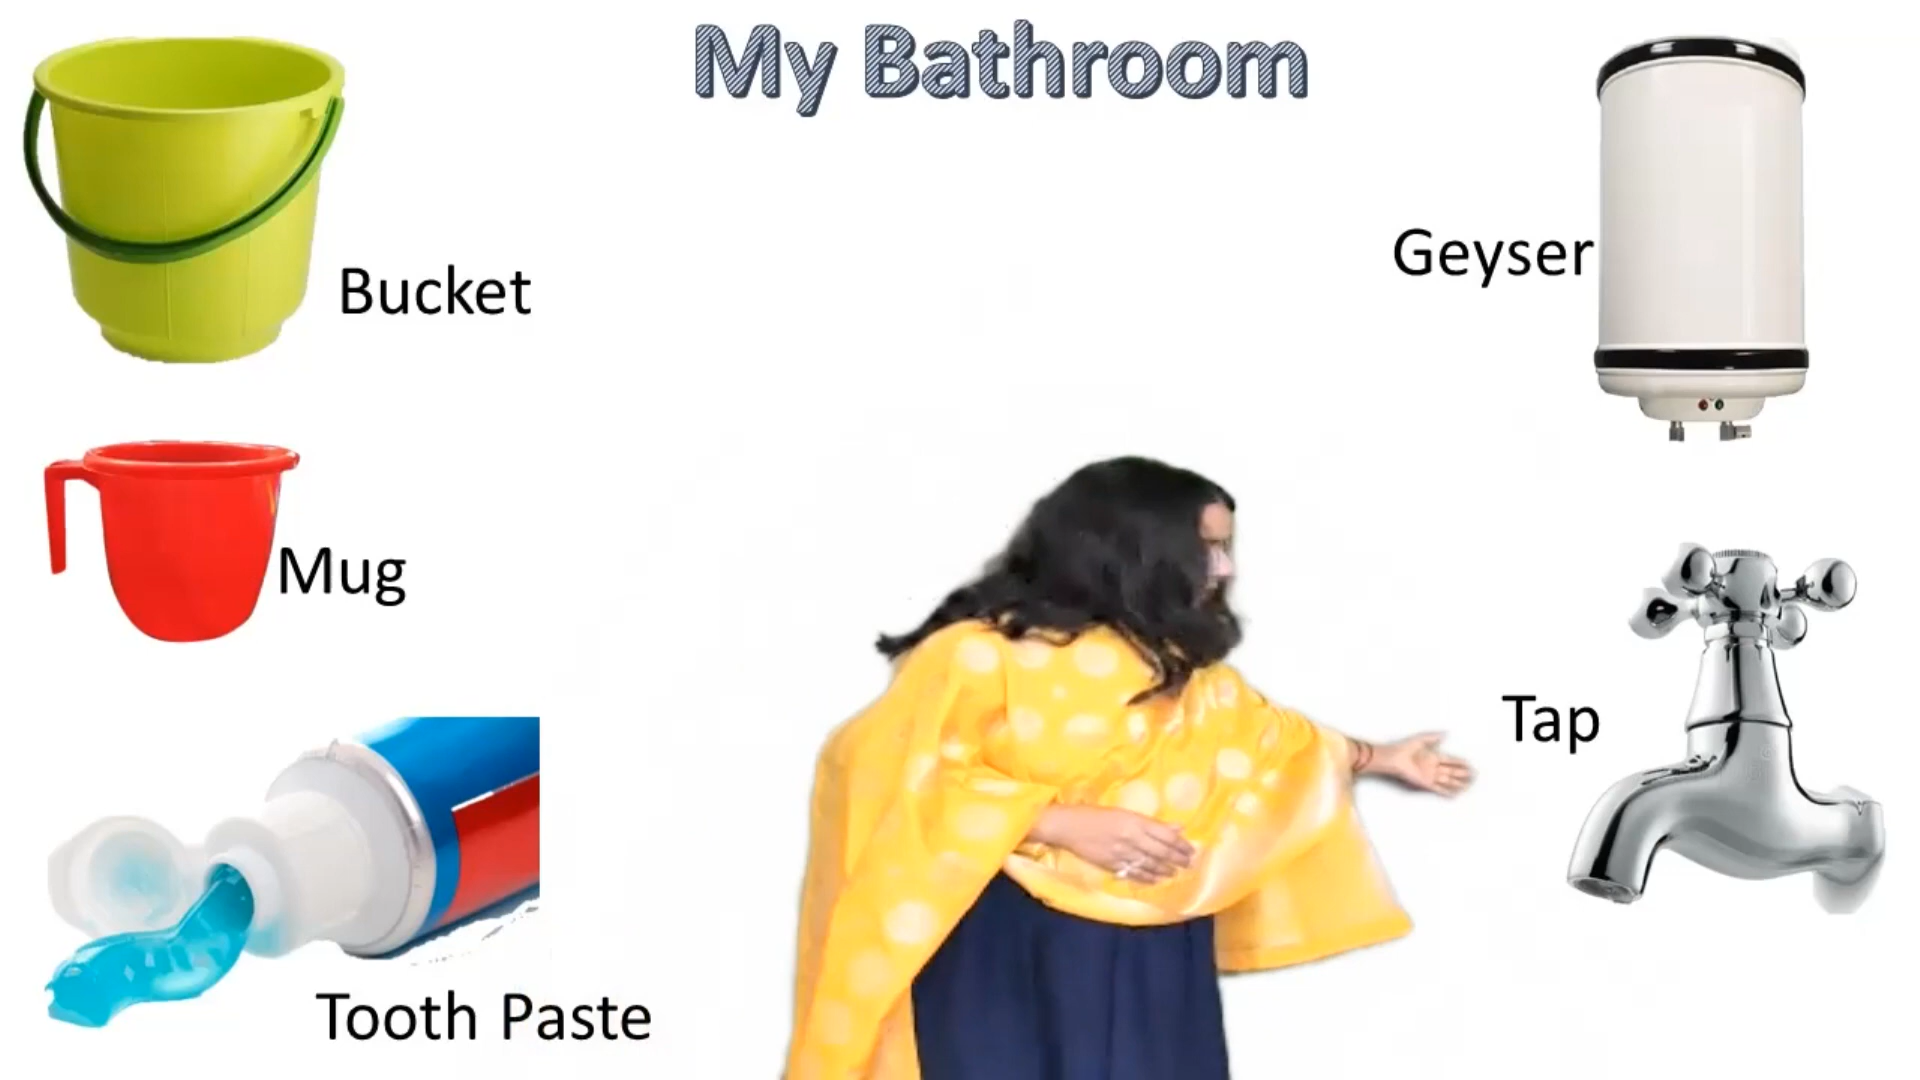 My Bathroom
Bucket
Geyser
Mug
Tap
Tooth Paste